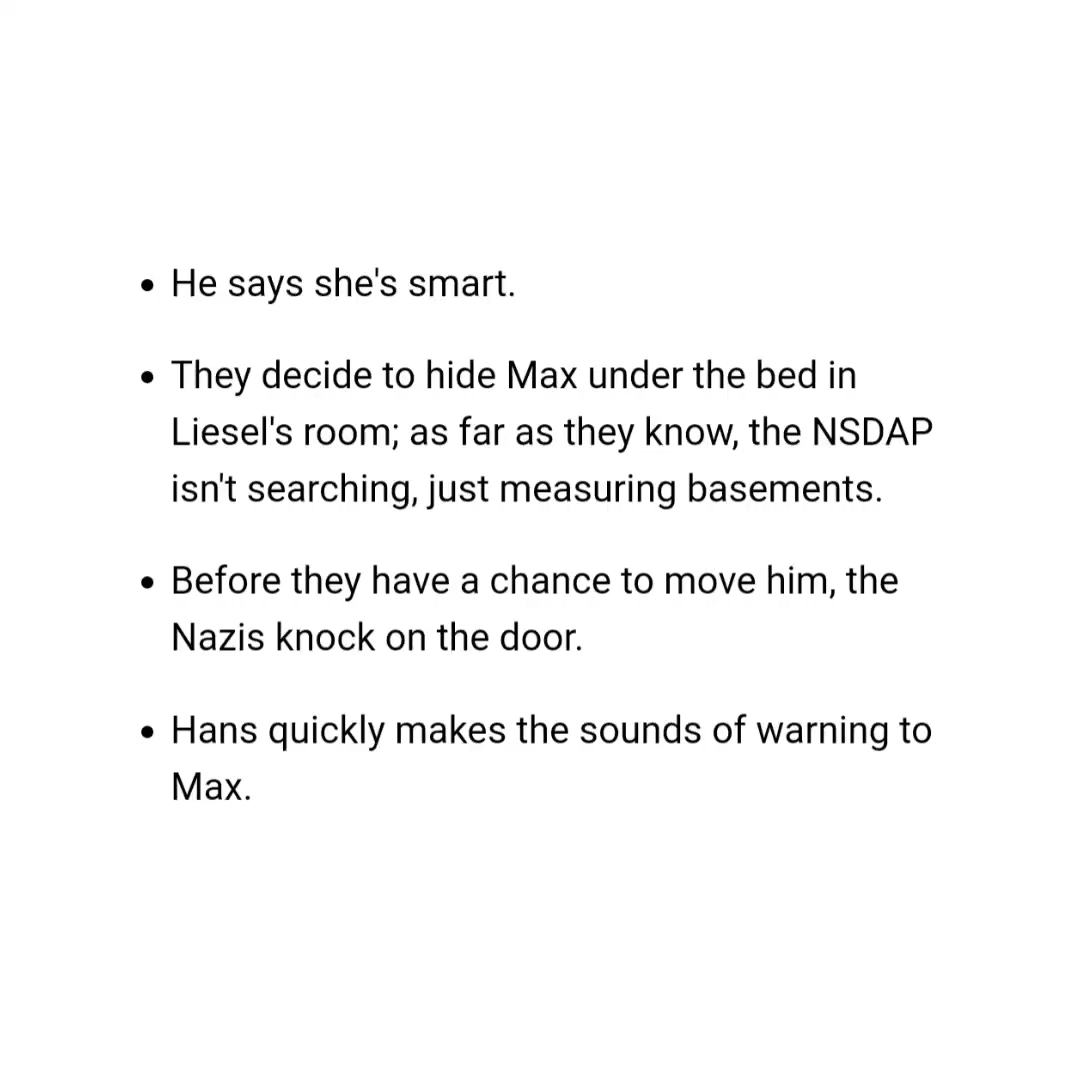 • He says she's smart.
• They decide to hide Max under the bed in
Liesel's room; as far as they know, the NSDAP
isn't searching, just measuring basements.
• Before they have a chance to move him, the
Nazis knock on the door.
• Hans quickly makes the sounds of warning to
Max.